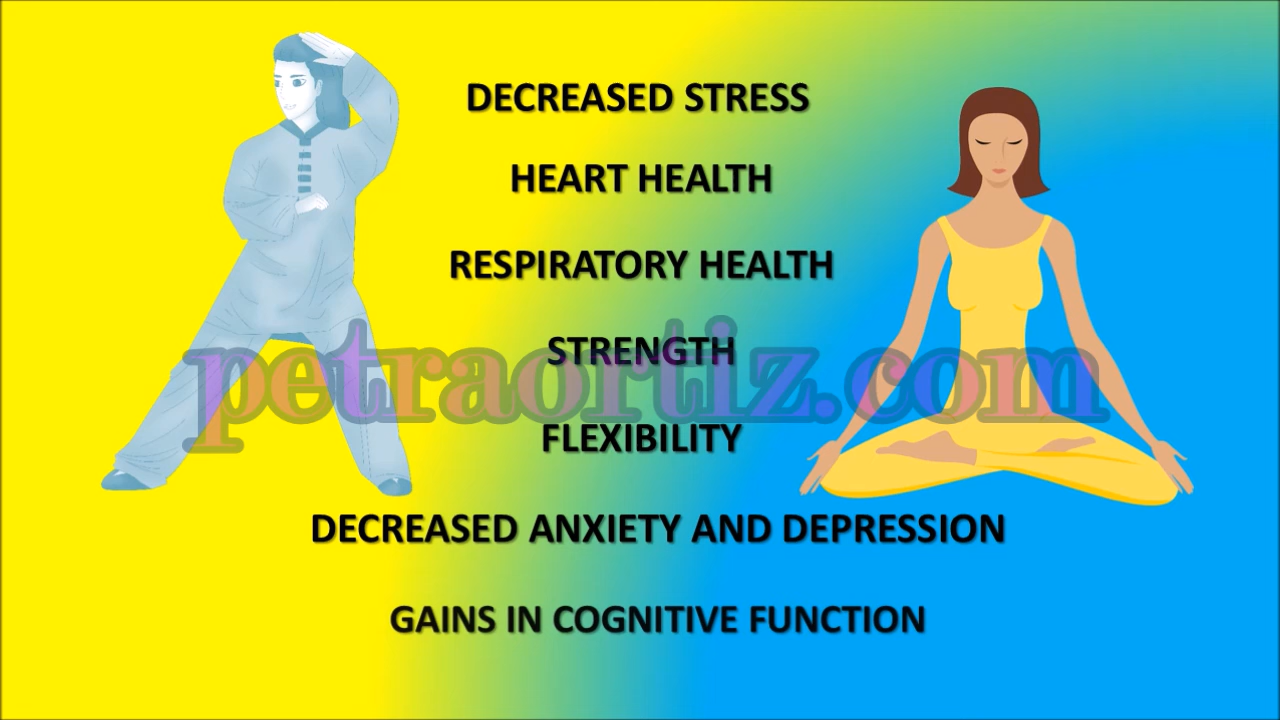 DECREASED STRESS
HEART HEALTH
RESPIRATORY HEALTH
STRENGTH
petraortiz.com
FLEXIBILITY
DECREASED ANXIETY AND DEPRESSION
GAINS IN COGNITIVE FUNCTION